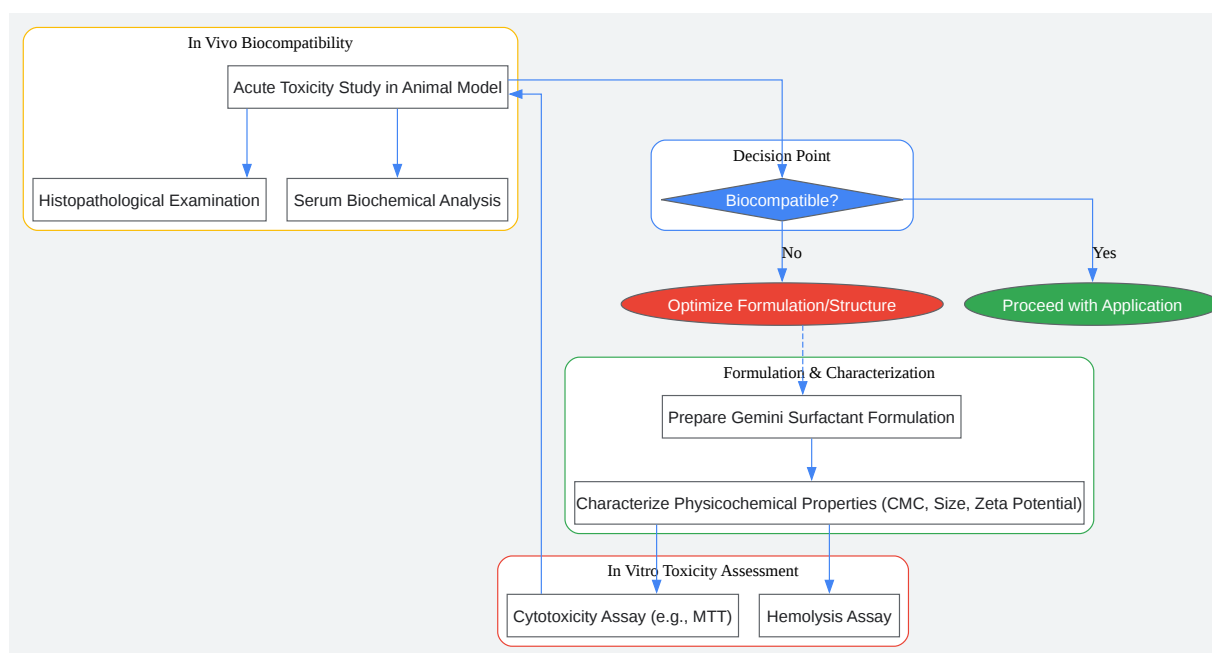 In Vivo Biocompatibility
Acute Toxicity Study in Animal Model
Histopathological Examination
Serum Biochemical Analysis
Decision Point
Biocompatible?
No
Yes
Optimize Formulation/Structure
Proceed with Application
Formulation & Characterization
Prepare Gemini Surfactant Formulation
Characterize Physicochemical Properties (CMC, Size, Zeta Potential)
In Vitro Toxicity Assessment
Cytotoxicity Assay (e.g., MTT)
Hemolysis Assay